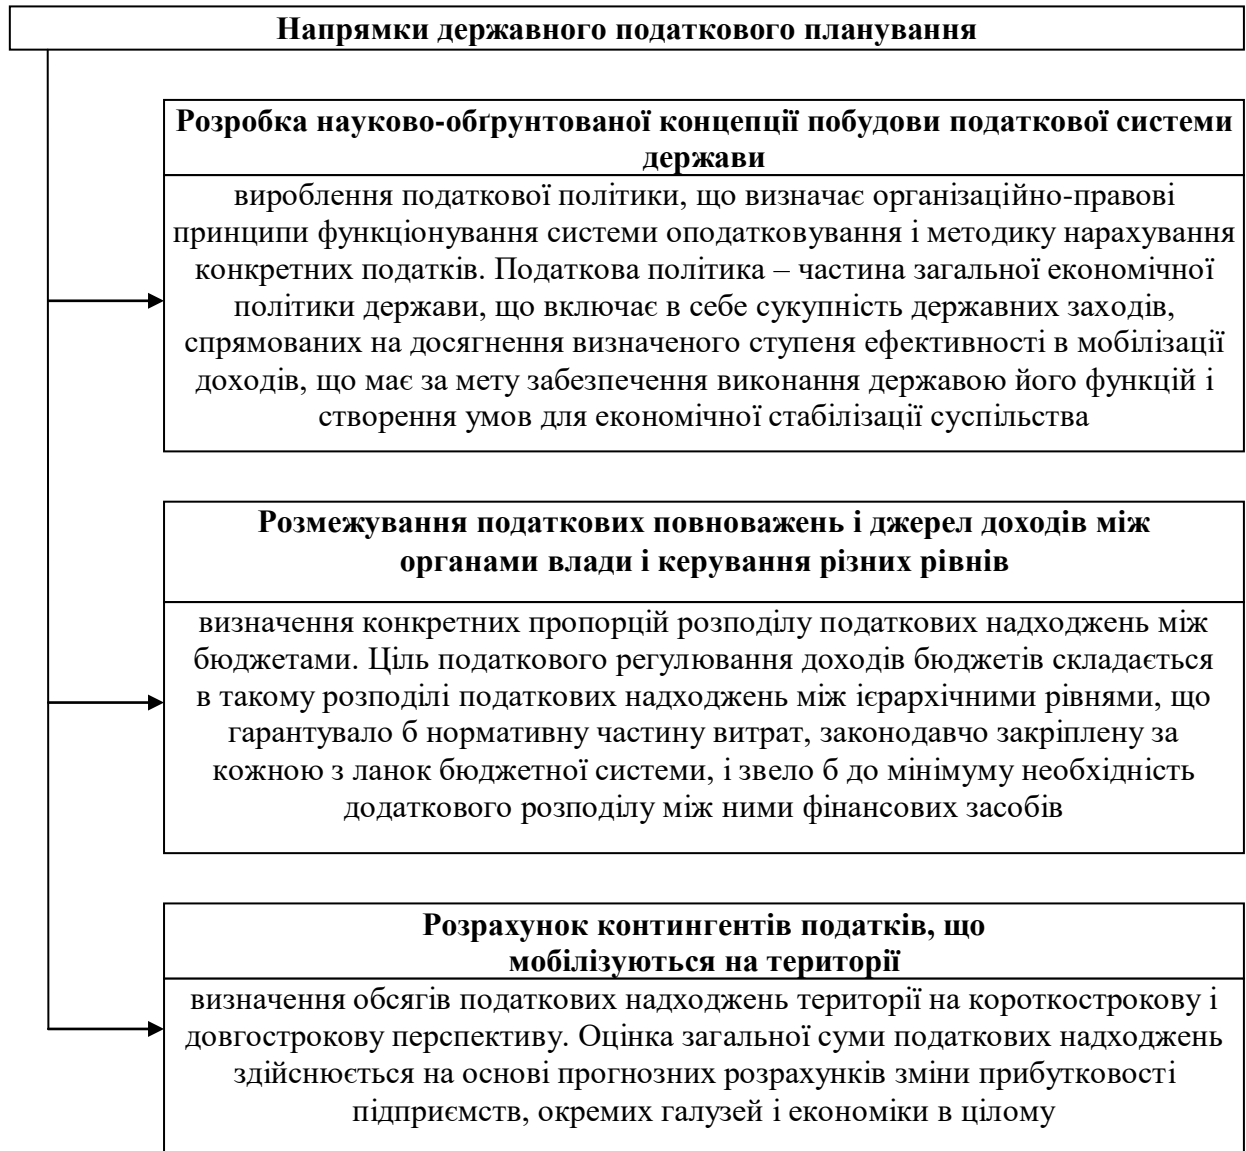 Напрямки державного податкового планування
Розробка науково-обґрунтованої концепції побудови податкової системи
держави
вироблення податкової політики, що визначає організаційно-правові
принципи функціонування системи оподатковування і методику нарахування
конкретних податків. Податкова політика – частина загальної економічної
політики держави, що включає в себе сукупність державних заходів,
спрямованих на досягнення визначеного ступеня ефективності в мобілізації
доходів, що має за мету забезпечення виконання державою його функцій і
створення умов для економічної стабілізації суспільства
Розмежування податкових повноважень і джерел доходів між
органами влади і керування різних рівнів
визначення конкретних пропорцій розподілу податкових надходжень між
бюджетами. Ціль податкового регулювання доходів бюджетів складається
в такому розподілі податкових надходжень між ієрархічними рівнями, що
гарантувало б нормативну частину витрат, законодавчо закріплену за
кожною з ланок бюджетної системи, і звело б до мінімуму необхідність
додаткового розподілу між ними фінансових засобів
Розрахунок контингентів податків, що
мобілізуються на території
визначення обсягів податкових надходжень території на короткострокову і
довгострокову перспективу. Оцінка загальної суми податкових надходжень
здійснюється на основі прогнозних розрахунків зміни прибутковості
підприємств, окремих галузей і економіки в цілому